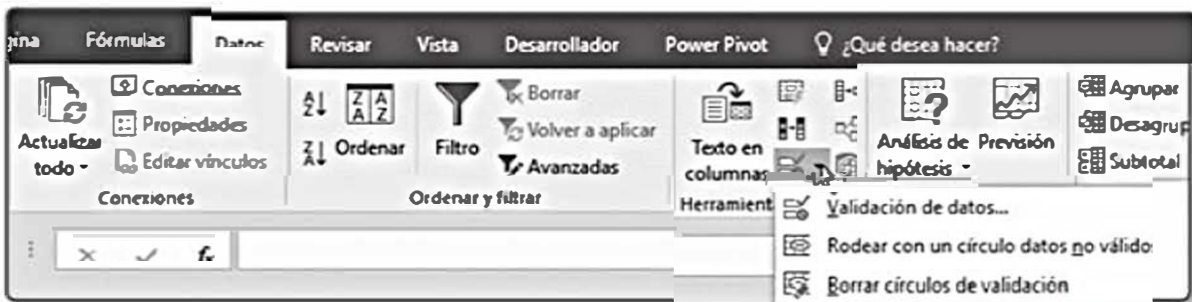 gina Fórmulas Datos Revisar Vista Desarrollador Power Pivot ¿Qué desea hacer?
Actualizar todo
Conexiones
Propiedades
Editar vínculos
Conexiones
Ordenar
Filtro
Borrar
Volver a aplicar
Avanzadas
Ordenar y filtrar
Texto en
columnas
Herramient
Análisis de
hipótesis
Previsión
Agrupar
Desagrup
Subtotal
fx
Validación de datos...
Rodear con un círculo datos no válido
Borrar círculos de validación